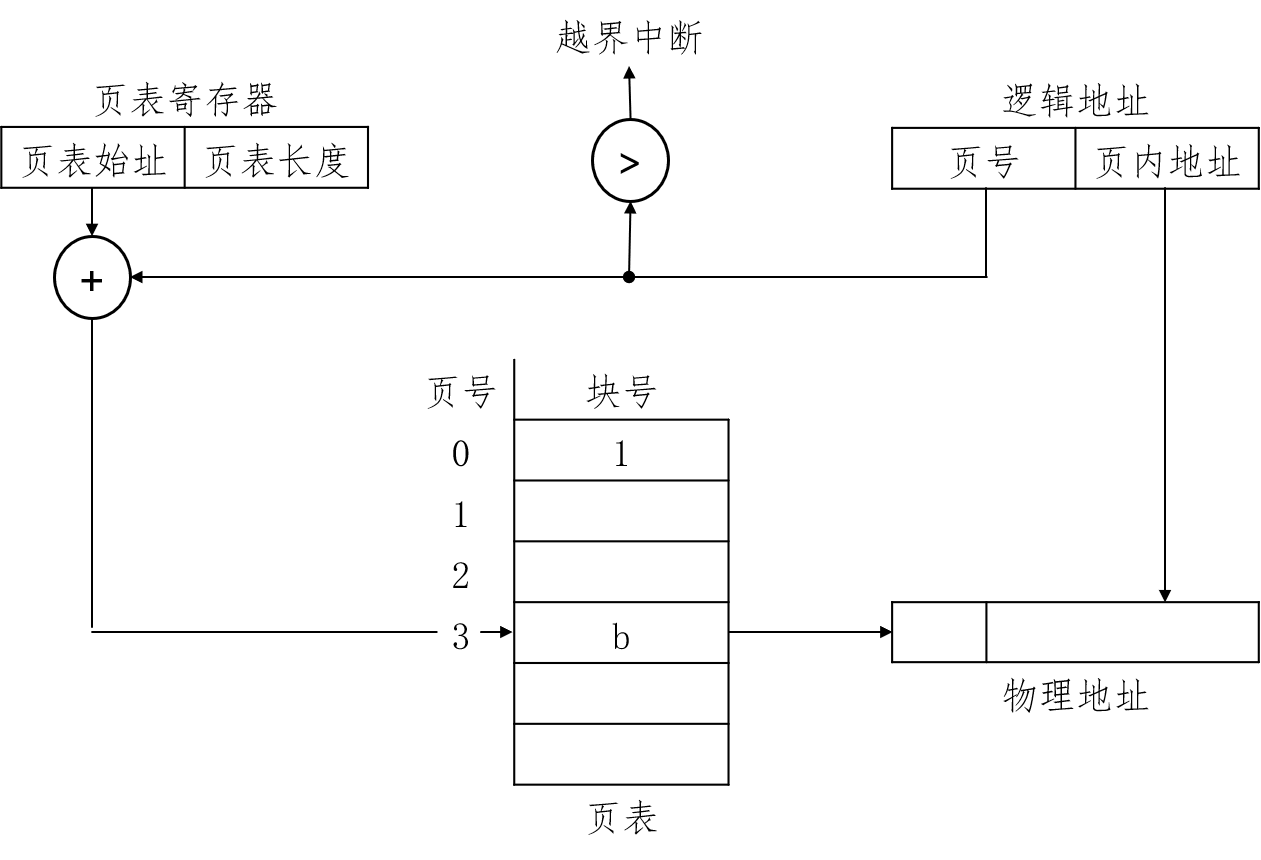 越界中断
页表寄存器
逻辑地址
页表始址 页表长度
>
页号 页内地址
+
页号 块号
0 1
1
2
3 b
物理地址
页表